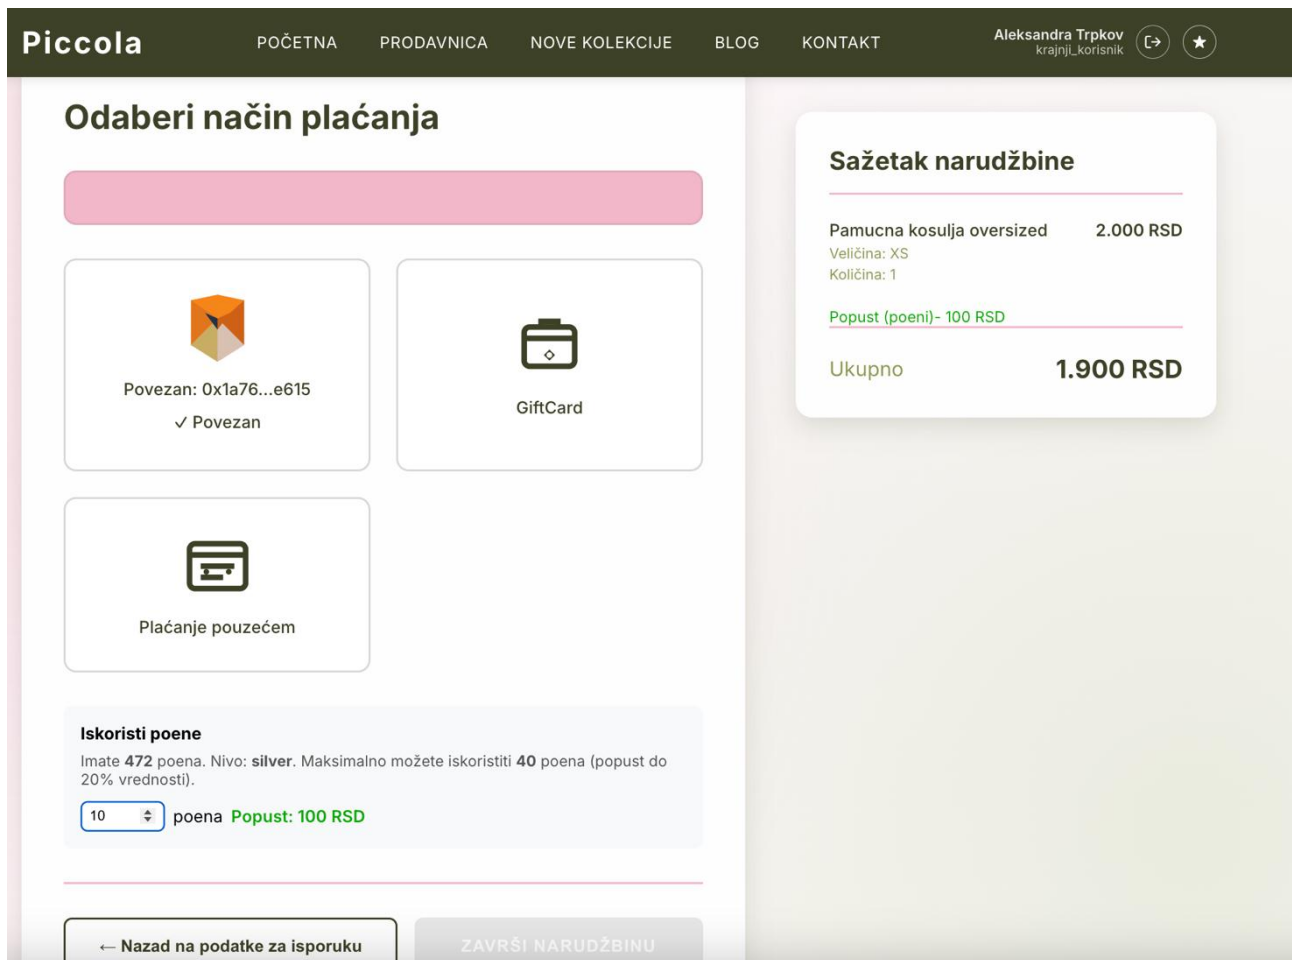 Piccola
POČETNA
PRODAVNICA
NOVE KOLEKCIJE
BLOG
KONTAKT
Aleksandra Trpkov
krajnji_korisnik
Odaberi način plaćanja
Povezan: 0x1a76...e615
✓ Povezan
GiftCard
Plaćanje pouzećem
Iskoristi poene
Imate 472 poena. Nivo: silver. Maksimalno možete iskoristiti 40 poena (popust do
20% vrednosti).
10 poena Popust: 100 RSD
← Nazad na podatke za isporuku
ZAVRŠI NARUDŽBINU
Sažetak narudžbine
Pamucna kosulja oversized 2.000 RSD
Veličina: XS
Količina: 1
Popust (poeni)- 100 RSD
Ukupno 1.900 RSD